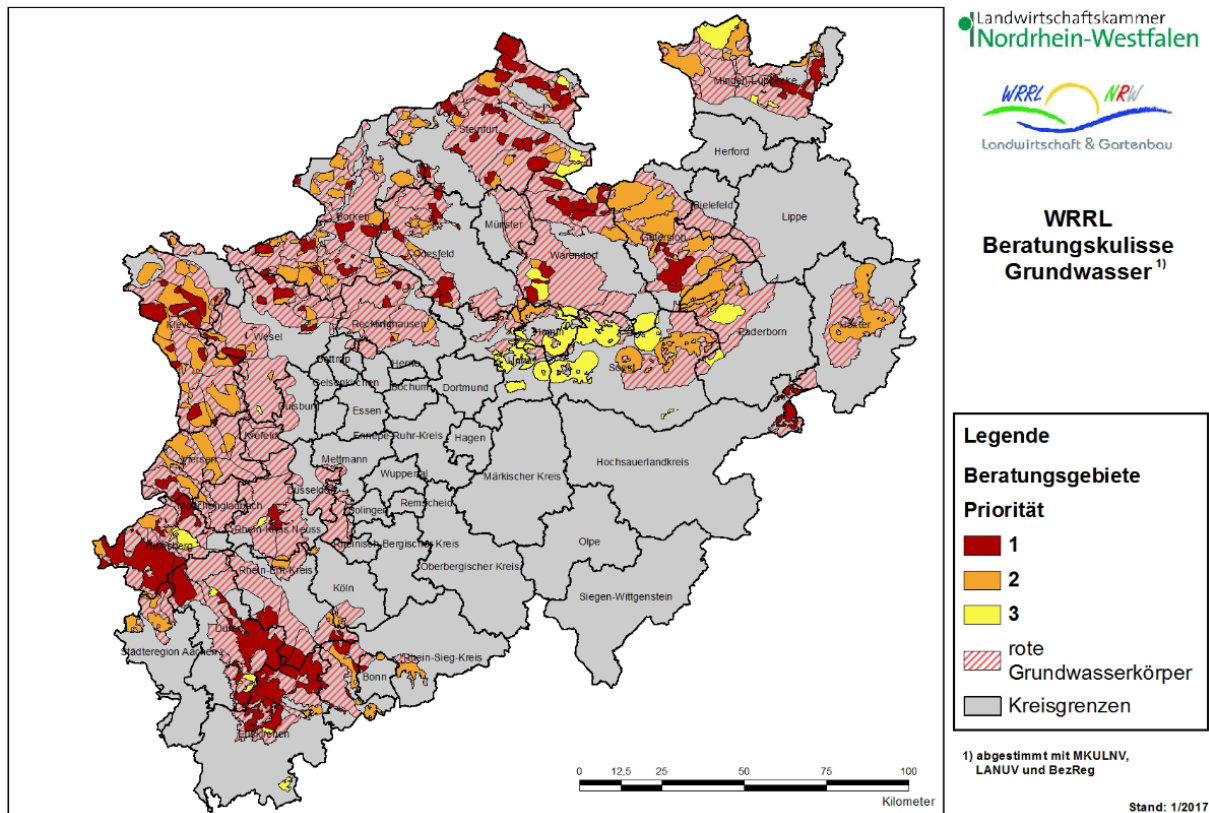 Landwirtschaftskammer
Nordrhein-Westfalen
WRRL NRW
Landwirtschaft & Gartenbau
WRRL
Beratungskulisse
Grundwasser 1)
Minden-Lübbecke
Steinfurt
Herford
Bielefeld
Lippe
Borken
Münster
Gütersloh
Coesfeld
Warendorf
Kleve
Recklinghausen
Wesel
Hamm
Paderborn
Höxter
Bottrop
Herne
Unna
Soest
Gelsenkirchen
Bochum
Dortmund
Duisburg
Essen
Krefeld
Ennepe-Ruhr-Kreis
Hagen
Viersen
Mettmann
Märkischer Kreis
Hochsauerlandkreis
Wuppertal
Düsseldorf
Mönchengladbach
Solingen
Remscheid
Rhein-Kreis Neuss
Heinsberg
Rheinisch-Bergischer Kreis
Olpe
Rhein-Erft-Kreis
Oberbergischer Kreis
Köln
Siegen-Wittgenstein
Düren
Städteregion Aachen
Rhein-Sieg-Kreis
Bonn
Euskirchen
Legende
Beratungsgebiete
Priorität
1
2
3
rote
Grundwasserkörper
Kreisgrenzen
1) abgestimmt mit MKULNV,
LANUV und BezReg
0 12,5 25 50 75 100
Kilometer
Stand: 1/2017